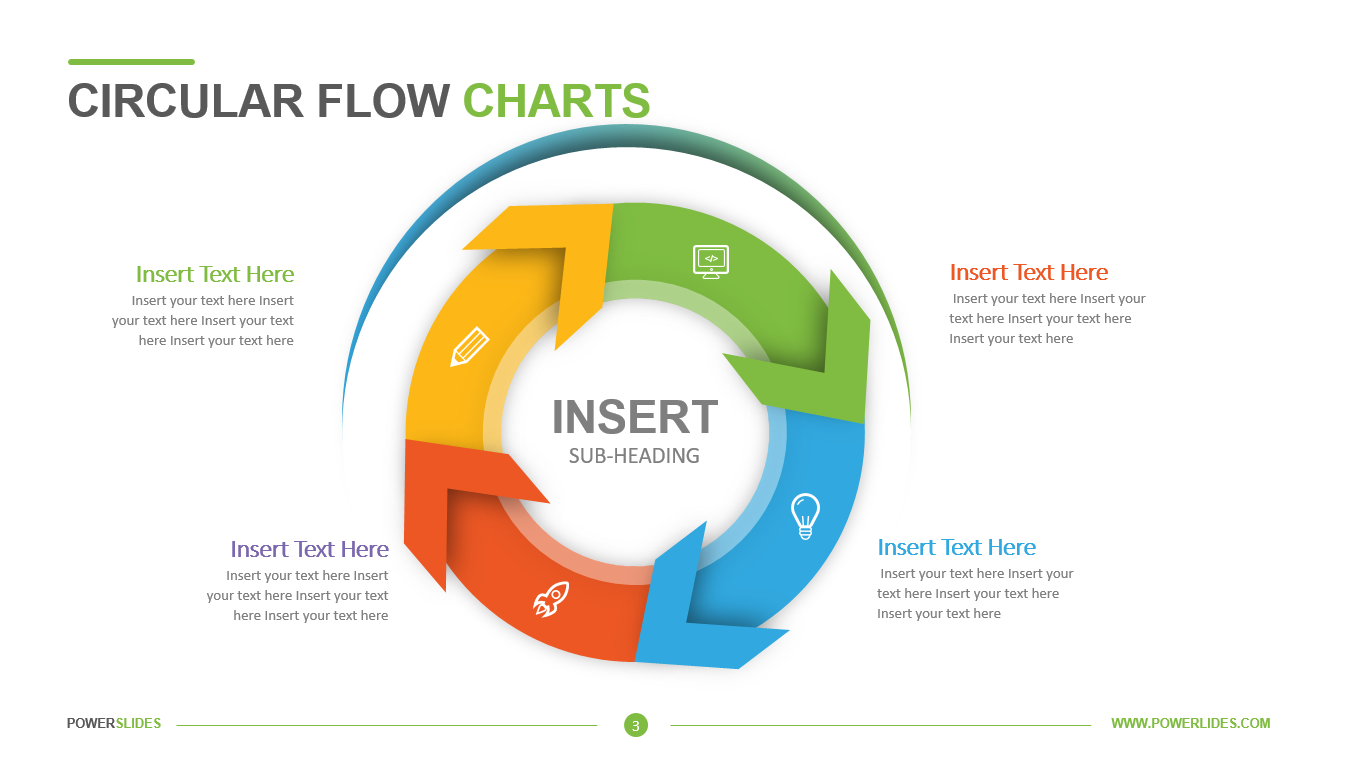 CIRCULAR FLOW CHARTS
Insert Text Here
Insert your text here Insert
your text here Insert your text
here Insert your text here
Insert Text Here
Insert your text here Insert your
text here Insert your text here
Insert your text here
</>
INSERT
SUB-HEADING
Insert Text Here
Insert your text here Insert
your text here Insert your text
here Insert your text here
Insert Text Here
Insert your text here Insert your
text here Insert your text here
Insert your text here
POWERSLIDES
3
WWW.POWERLIDES.COM